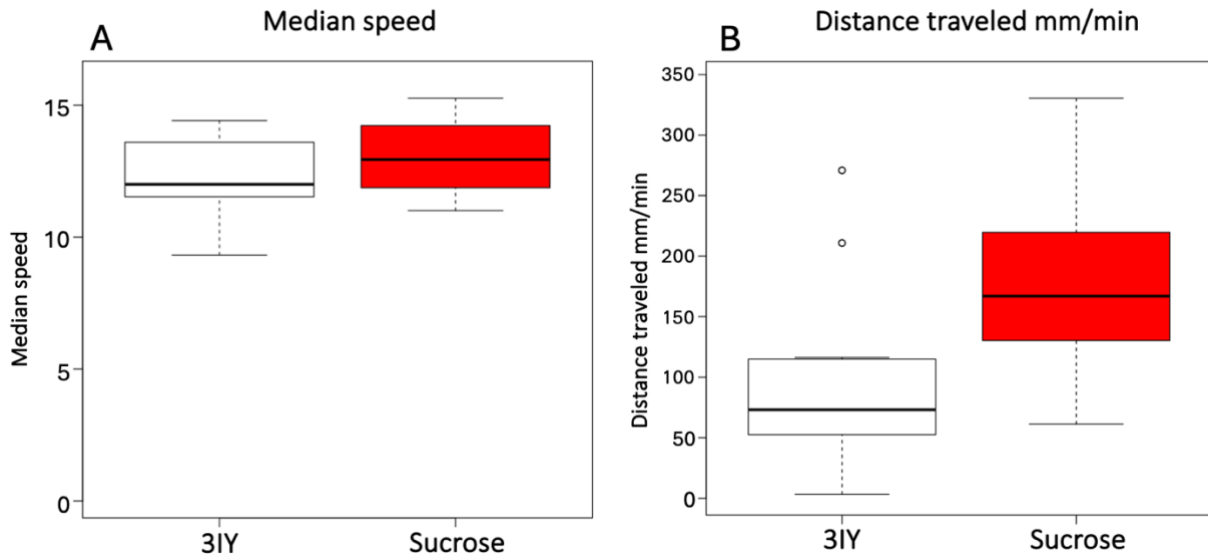 A
Median speed
Median speed
15
10
5
0
3IY
Sucrose
B
Distance traveled mm/min
Distance traveled mm/min
350
300
250
200
150
100
50
0
3IY
Sucrose